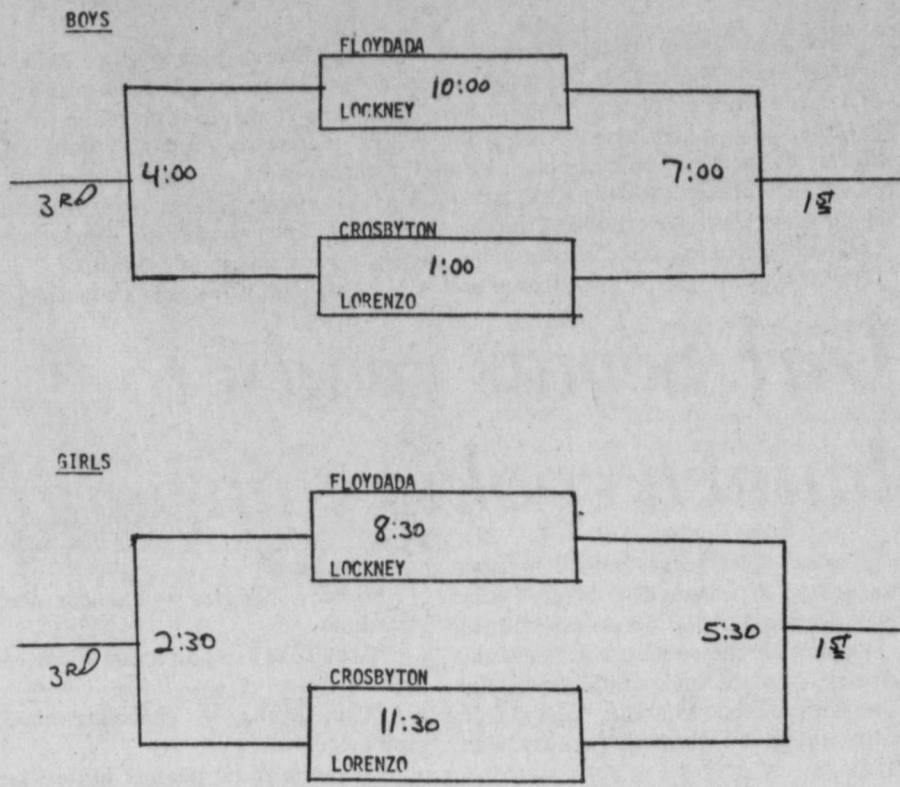 BOYS
FLOYDADA
10:00
LOCKNEY
4:00
7:00
3RD
1ST
CROSBYTON
1:00
LORENZO
GIRLS
FLOYDADA
8:30
LOCKNEY
2:30
5:30
3RD
1ST
CROSBYTON
11:30
LORENZO